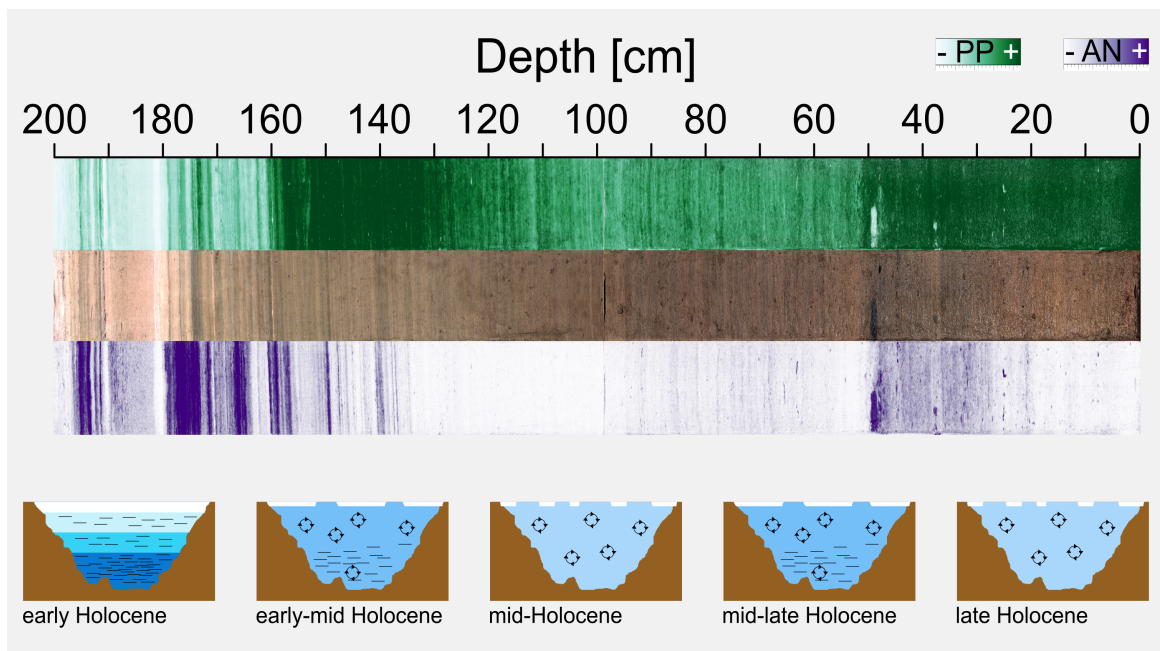 Depth [cm]
- PP +
- AN +
200 180 160 140 120 100 80 60 40 20 0
early Holocene
early-mid Holocene
mid-Holocene
mid-late Holocene
late Holocene